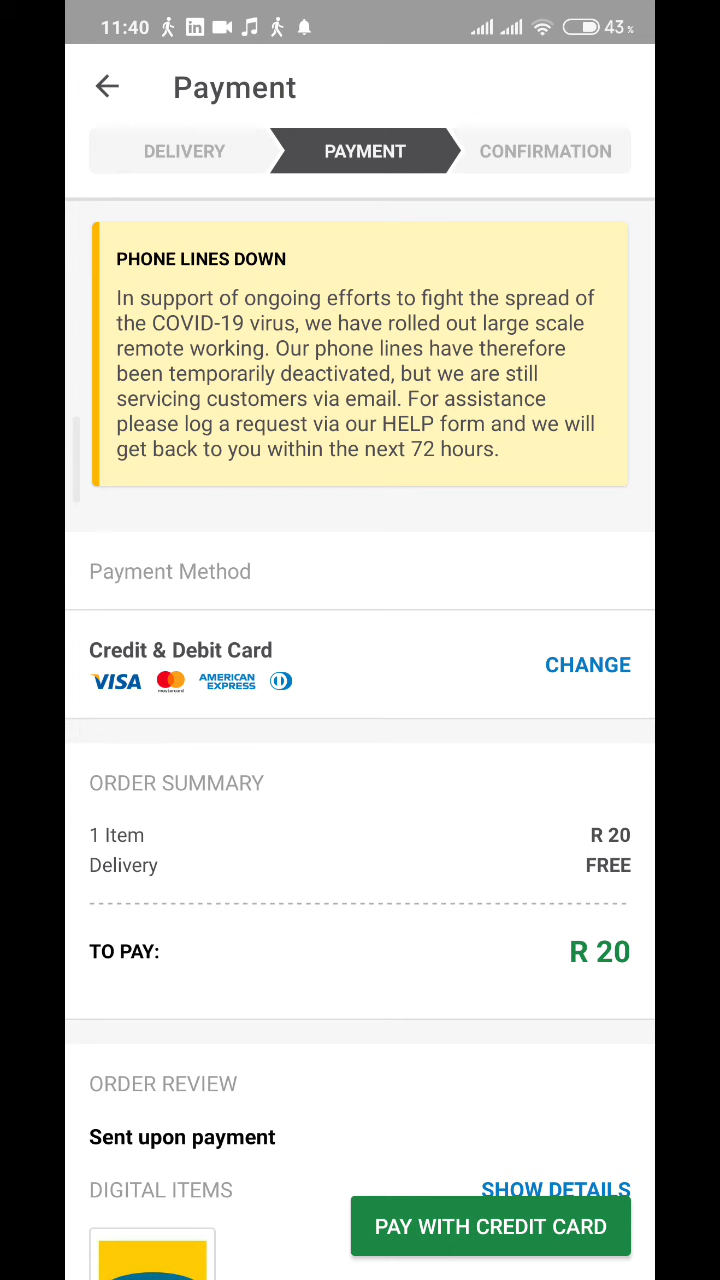 11:40
43 %
Payment
DELIVERY
PAYMENT
CONFIRMATION
PHONE LINES DOWN
In support of ongoing efforts to fight the spread of
the COVID-19 virus, we have rolled out large scale
remote working. Our phone lines have therefore
been temporarily deactivated, but we are still
servicing customers via email. For assistance
please log a request via our HELP form and we will
get back to you within the next 72 hours.
Payment Method
Credit & Debit Card
CHANGE
VISA mastercard AMERICAN EXPRESS
ORDER SUMMARY
1 Item R 20
Delivery FREE
TO PAY: R 20
ORDER REVIEW
Sent upon payment
DIGITAL ITEMS SHOW DETAILS
PAY WITH CREDIT CARD